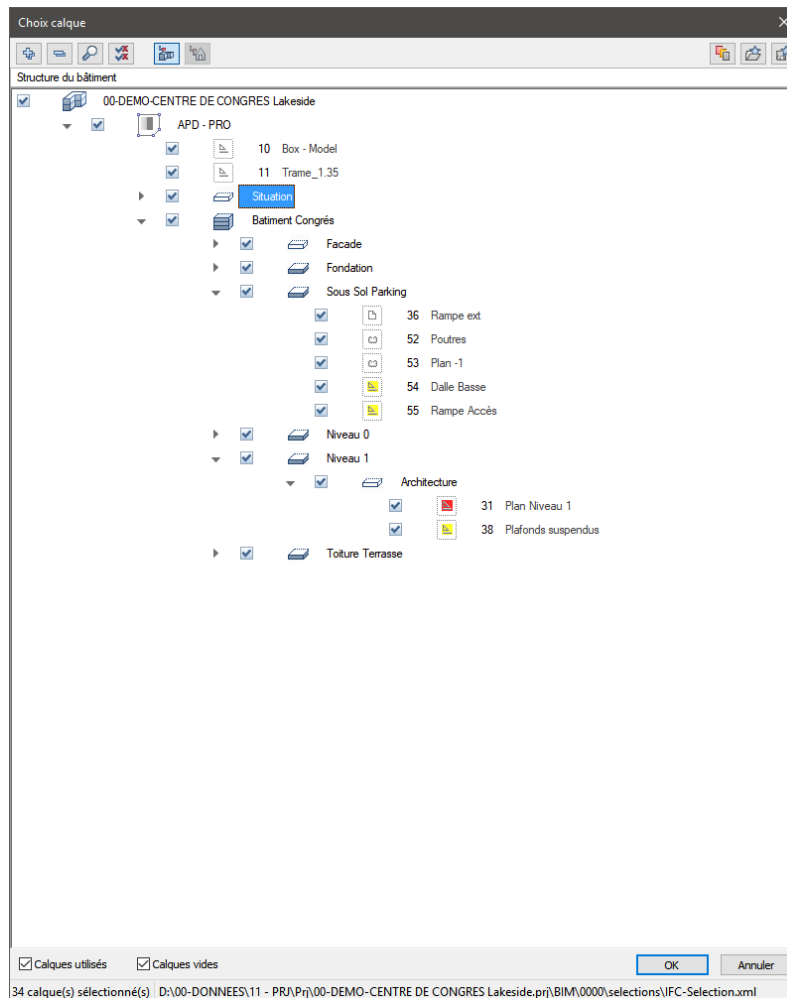 Choix calque
Structure du bâtiment
00-DEMO-CENTRE DE CONGRES Lakeside
APD - PRO
10 Box - Model
11 Trame_1.35
Situation
Batiment Congrés
Facade
Fondation
Sous Sol Parking
36 Rampe ext
52 Poutres
53 Plan -1
54 Dalle Basse
55 Rampe Accès
Niveau 0
Niveau 1
Architecture
31 Plan Niveau 1
38 Plafonds suspendus
Toiture Terrasse
Calques utilisés Calques vides OK Annuler
34 calque(s) sélectionné(s) D:\00-DONNEES\11 - PRJ\Prj\00-DEMO-CENTRE DE CONGRES Lakeside.prj\BIM\0000\selections\IFC-Selection.xml